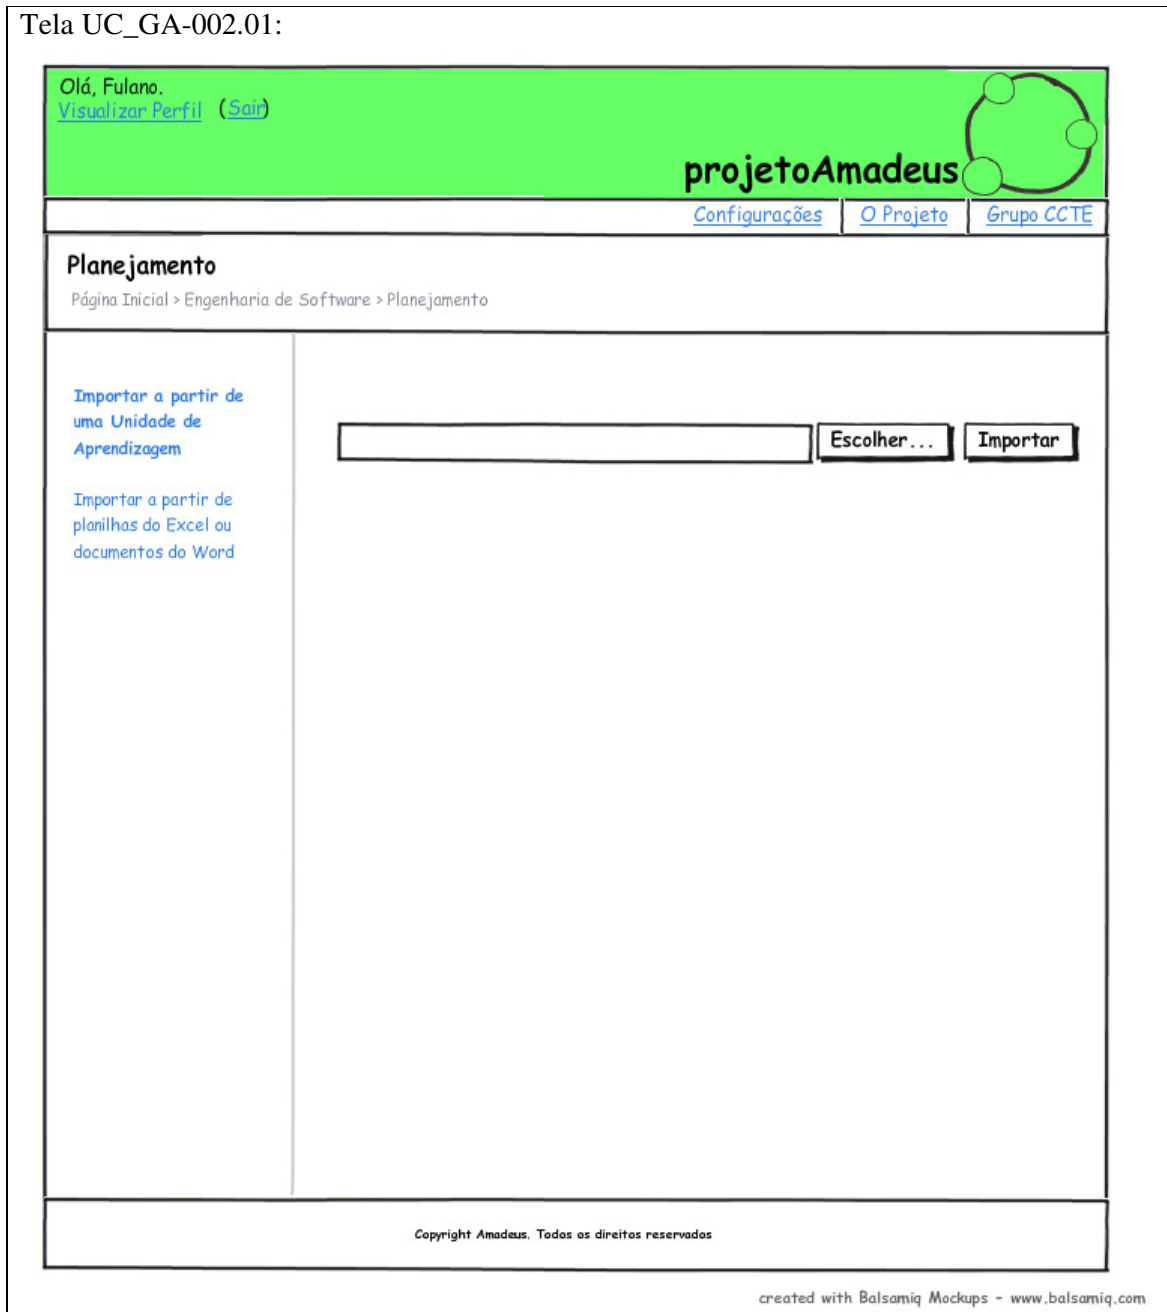 Tela UC_GA-002.01:
Olá, Fulano.
Visualizar Perfil (Sair)
projetoAmadeus
Configurações O Projeto Grupo CCTE
Planejamento
Página Inicial > Engenharia de Software > Planejamento
Importar a partir de
uma Unidade de
Aprendizagem
Escolher... Importar
Importar a partir de
planilhas do Excel ou
documentos do Word
Copyright Amadeus. Todos os direitos reservados
created with Balsamiq Mockups - www.balsamiq.com